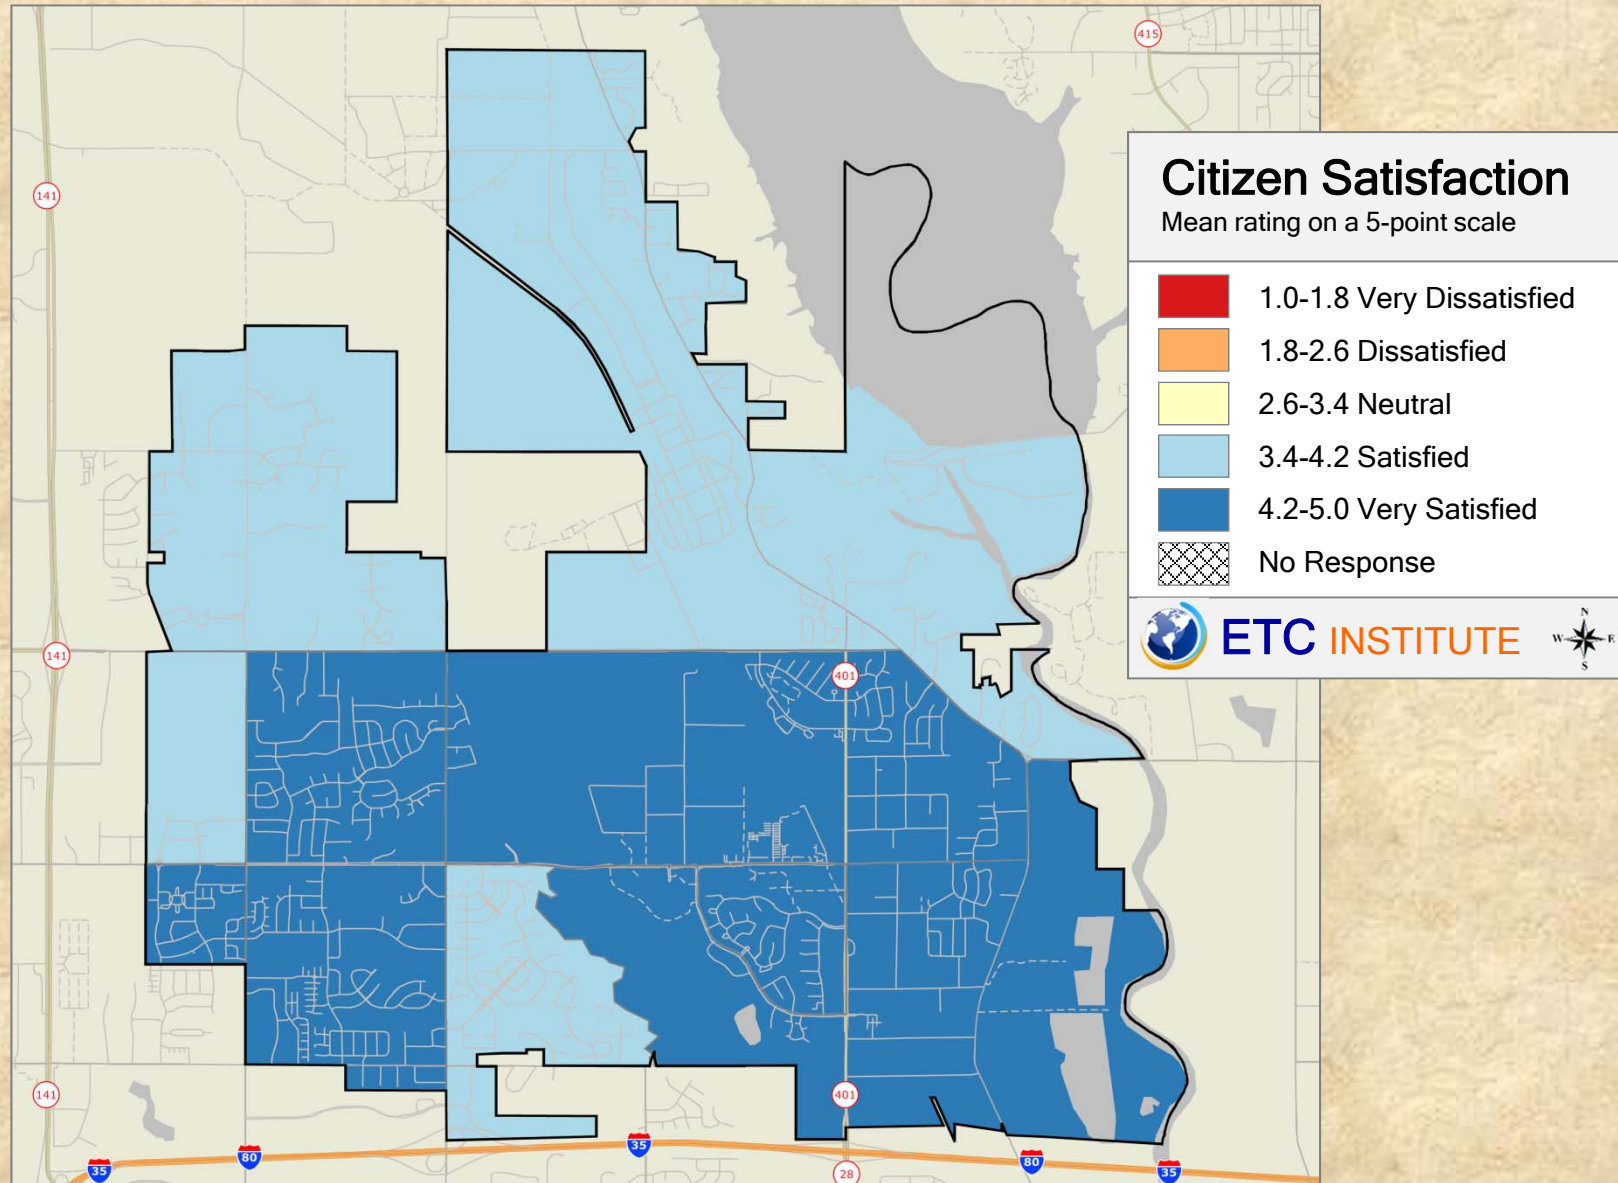 415
141
Citizen Satisfaction
Mean rating on a 5-point scale
1.0-1.8 Very Dissatisfied
1.8-2.6 Dissatisfied
2.6-3.4 Neutral
3.4-4.2 Satisfied
4.2-5.0 Very Satisfied
No Response
ETC INSTITUTE
N
W E
S
141
401
141
401
35
80
35
80
35
28